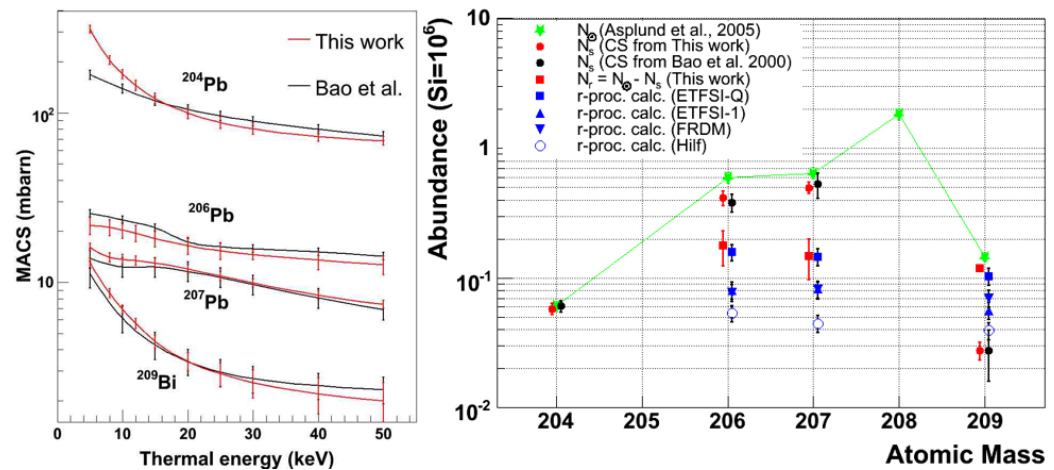 This work
Bao et al.
²⁰⁴Pb
²⁰⁶Pb
²⁰⁷Pb
²⁰⁹Bi
10²
10
0 10 20 30 40 50
MACS (mbarn)
Thermal energy (keV)
Abundance (Si=10⁶)
10
1
10⁻¹
10⁻²
N⊙ (Asplund et al., 2005)
Nₛ (CS from This work)
Nₛ (CS from Bao et al. 2000)
Nᵣ = N⊙ - Nₛ (This work)
r-proc. calc. (ETFSI-Q)
r-proc. calc. (ETFSI-1)
r-proc. calc. (FRDM)
r-proc. calc. (Hilf)
204 205 206 207 208 209
Atomic Mass